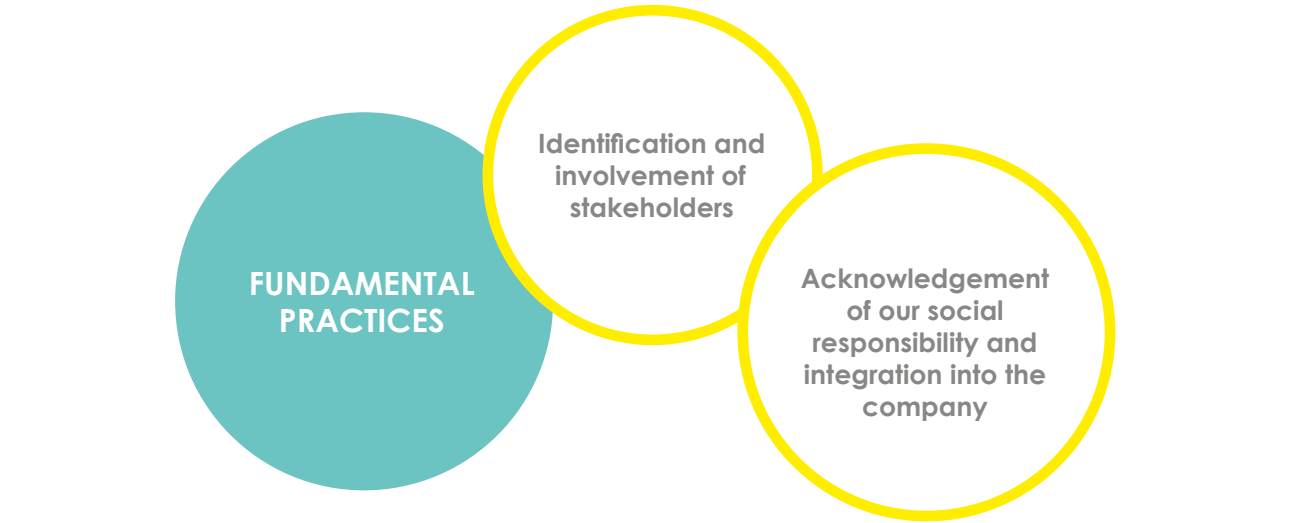 FUNDAMENTAL
PRACTICES
Identification and
involvement of
stakeholders
Acknowledgement
of our social
responsibility and
integration into the
company